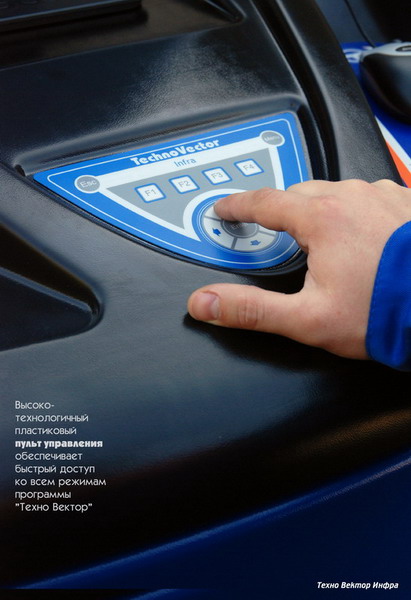 TechnoVector
Infra
Esc
F1 F2 F3 F4
Высоко-
технологичный
пластиковый
пульт управления
обеспечивает
быстрый доступ
ко всем режимам
программы
"Техно Вектор"
Техно Вектор Инфра